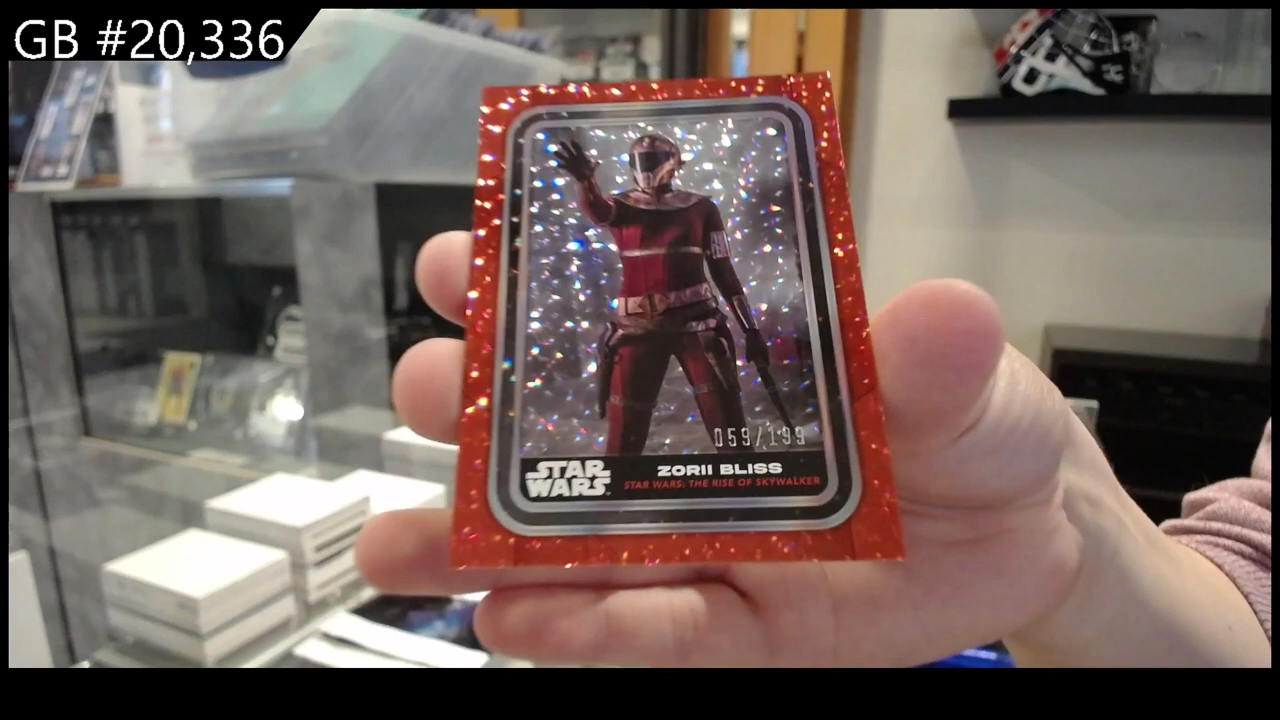 GB #20,336
059/199
STAR
WARS
ZORII BLISS
STAR WARS: THE RISE OF SKYWALKER